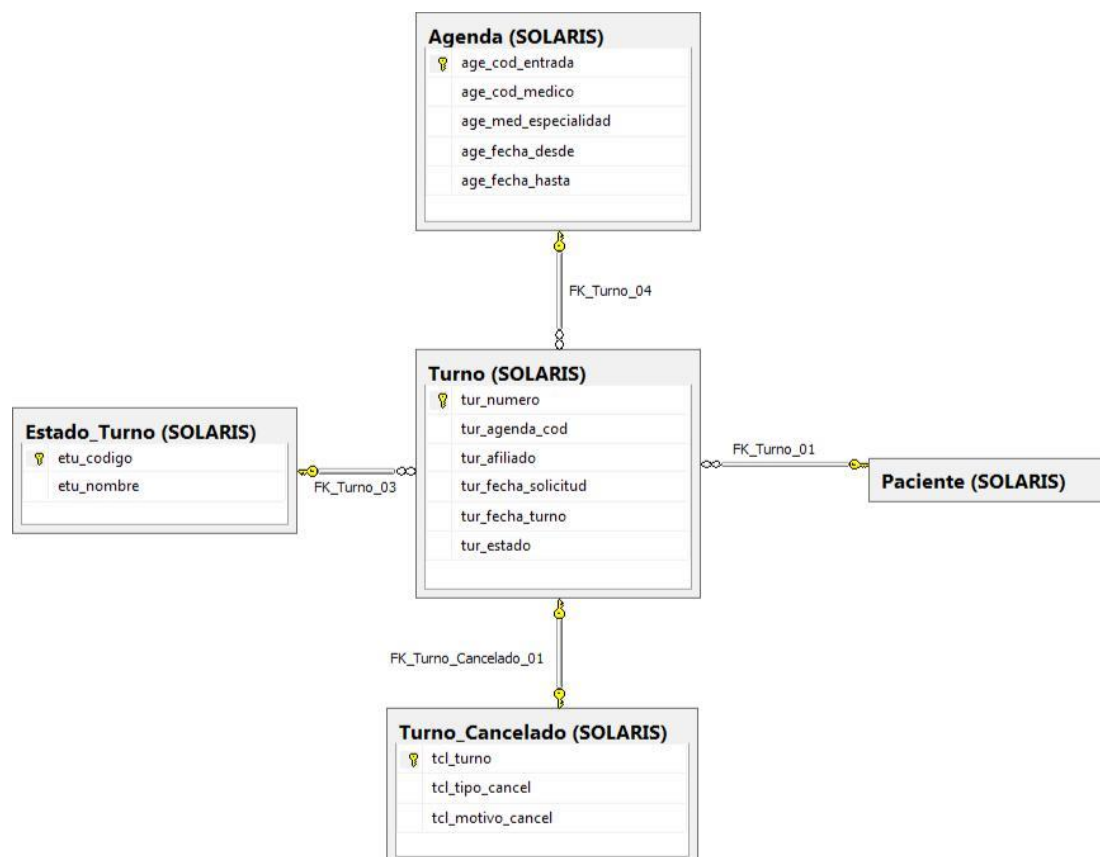 Agenda (SOLARIS)
age_cod_entrada
age_cod_medico
age_med_especialidad
age_fecha_desde
age_fecha_hasta
FK_Turno_04
Turno (SOLARIS)
tur_numero
tur_agenda_cod
tur_afiliado
tur_fecha_solicitud
tur_fecha_turno
tur_estado
Estado_Turno (SOLARIS)
etu_codigo
etu_nombre
FK_Turno_03
FK_Turno_01
Paciente (SOLARIS)
FK_Turno_Cancelado_01
Turno_Cancelado (SOLARIS)
tcl_turno
tcl_tipo_cancel
tcl_motivo_cancel